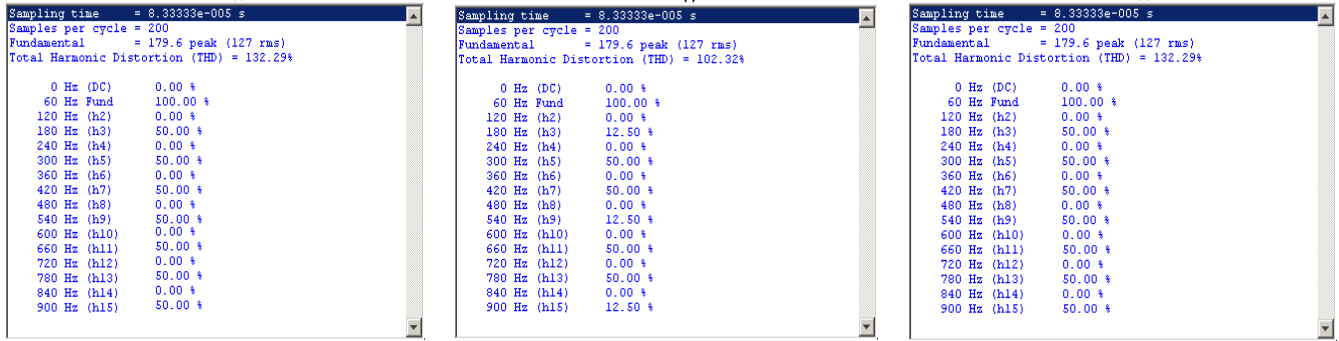 Sampling time = 8.33333e-005 s
Samples per cycle = 200
Fundamental = 179.6 peak (127 rms)
Total Harmonic Distortion (THD) = 132.29%
0 Hz (DC) 0.00 %
60 Hz Fund 100.00 %
120 Hz (h2) 0.00 %
180 Hz (h3) 50.00 %
240 Hz (h4) 0.00 %
300 Hz (h5) 50.00 %
360 Hz (h6) 0.00 %
420 Hz (h7) 50.00 %
480 Hz (h8) 0.00 %
540 Hz (h9) 50.00 %
600 Hz (h10) 0.00 %
660 Hz (h11) 50.00 %
720 Hz (h12) 0.00 %
780 Hz (h13) 50.00 %
840 Hz (h14) 0.00 %
900 Hz (h15) 50.00 %
Sampling time = 8.33333e-005 s
Samples per cycle = 200
Fundamental = 179.6 peak (127 rms)
Total Harmonic Distortion (THD) = 102.32%
0 Hz (DC) 0.00 %
60 Hz Fund 100.00 %
120 Hz (h2) 0.00 %
180 Hz (h3) 12.50 %
240 Hz (h4) 0.00 %
300 Hz (h5) 50.00 %
360 Hz (h6) 0.00 %
420 Hz (h7) 50.00 %
480 Hz (h8) 0.00 %
540 Hz (h9) 12.50 %
600 Hz (h10) 0.00 %
660 Hz (h11) 50.00 %
720 Hz (h12) 0.00 %
780 Hz (h13) 50.00 %
840 Hz (h14) 0.00 %
900 Hz (h15) 12.50 %
Sampling time = 8.33333e-005 s
Samples per cycle = 200
Fundamental = 179.6 peak (127 rms)
Total Harmonic Distortion (THD) = 132.29%
0 Hz (DC) 0.00 %
60 Hz Fund 100.00 %
120 Hz (h2) 0.00 %
180 Hz (h3) 50.00 %
240 Hz (h4) 0.00 %
300 Hz (h5) 50.00 %
360 Hz (h6) 0.00 %
420 Hz (h7) 50.00 %
480 Hz (h8) 0.00 %
540 Hz (h9) 50.00 %
600 Hz (h10) 0.00 %
660 Hz (h11) 50.00 %
720 Hz (h12) 0.00 %
780 Hz (h13) 50.00 %
840 Hz (h14) 0.00 %
900 Hz (h15) 50.00 %